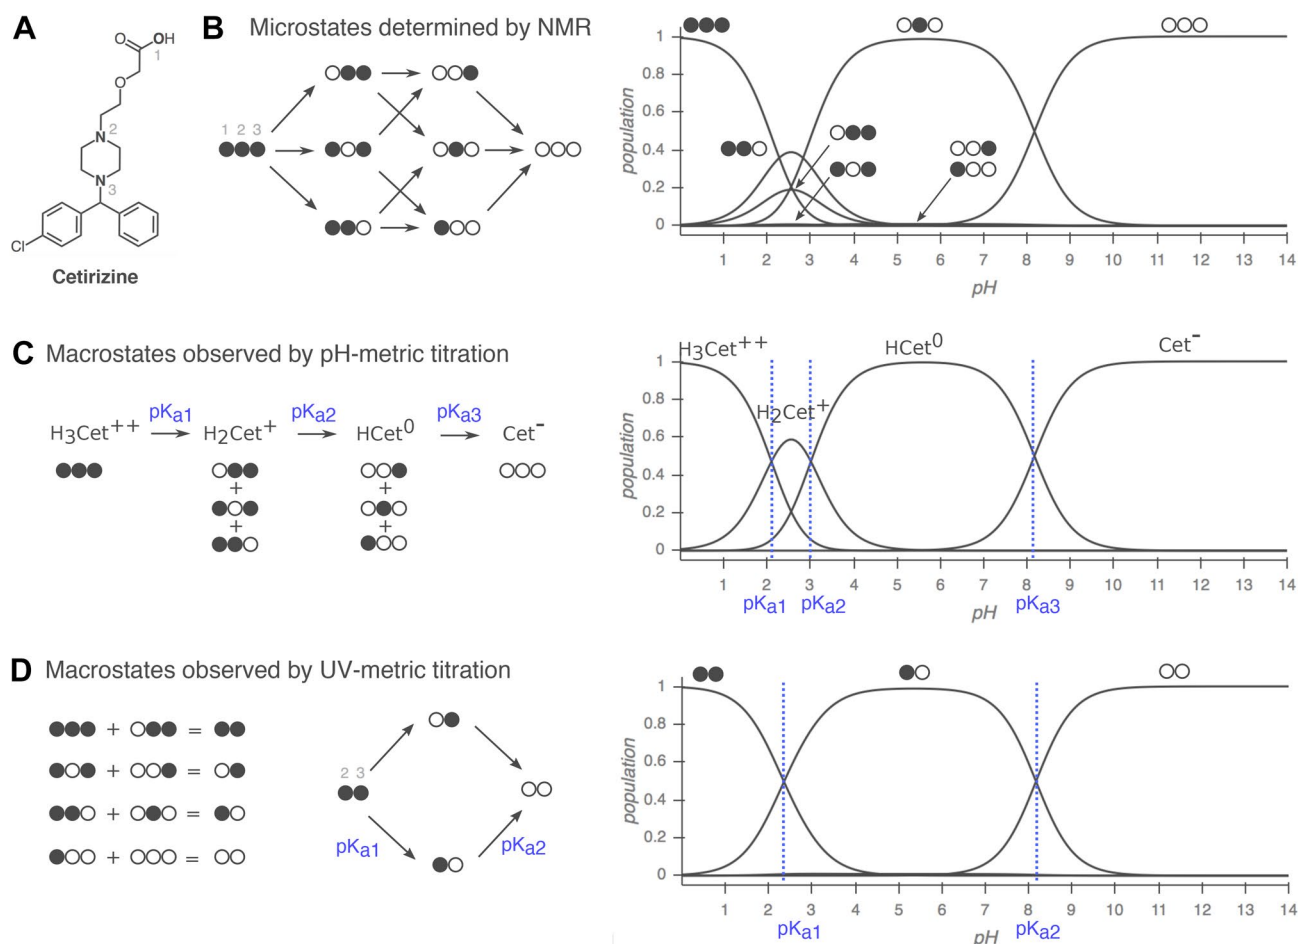 A
O
OH
1
O
N
2
N
3
Cl
Cetirizine
B Microstates determined by NMR
1 2 3
population
1
0.8
0.6
0.4
0.2
0
1 2 3 4 5 6 7 8 9 10 11 12 13 14
pH
C Macrostates observed by pH-metric titration
pKa1 pKa2 pKa3
H3Cet++ H2Cet+ HCet0 Cet-
+ +
+ +
H3Cet++ HCet0 Cet-
H2Cet+
population
1
0.8
0.6
0.4
0.2
0
1 2 3 4 5 6 7 8 9 10 11 12 13 14
pKa1 pKa2 pKa3
pH
D Macrostates observed by UV-metric titration
+ =
+ =
+ =
+ =
2 3
pKa1 pKa2
population
1
0.8
0.6
0.4
0.2
0
1 2 3 4 5 6 7 8 9 10 11 12 13 14
pKa1 pKa2
pH